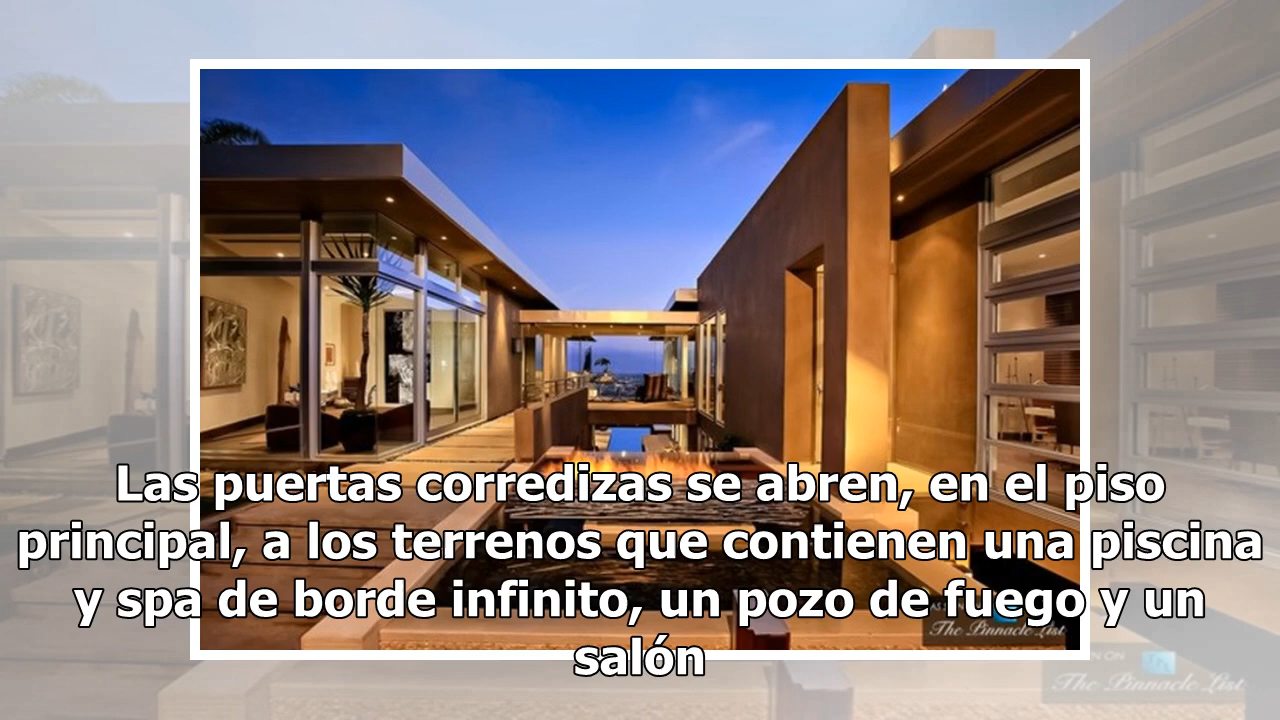 Las puertas corredizas se abren, en el piso
principal, a los terrenos que contienen una piscina
y spa de borde infinito, un pozo de fuego y un
salón
The Pinnacle List
N ON
The Pinnacle List